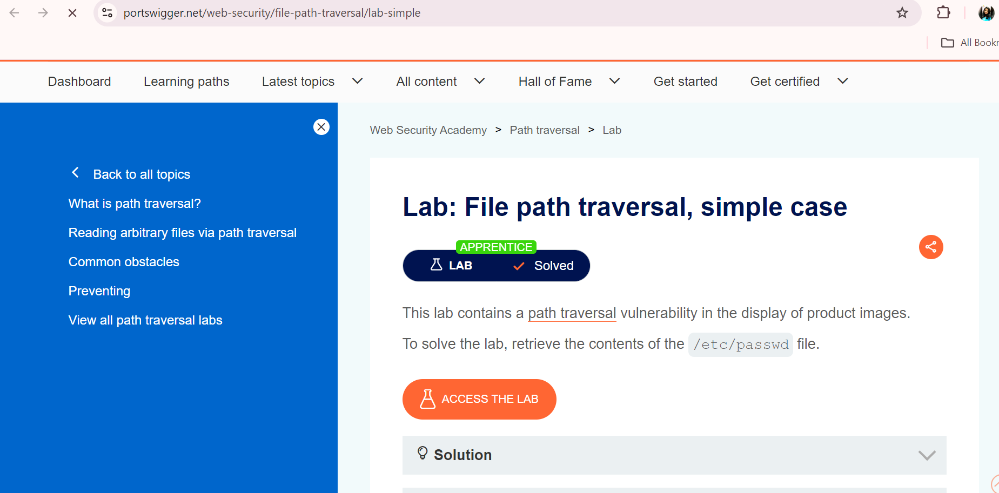 portswigger.net/web-security/file-path-traversal/lab-simple
All Bookr
Dashboard Learning paths Latest topics All content Hall of Fame Get started Get certified
Back to all topics
What is path traversal?
Reading arbitrary files via path traversal
Common obstacles
Preventing
View all path traversal labs
Web Security Academy > Path traversal > Lab
Lab: File path traversal, simple case
APPRENTICE
LAB Solved
This lab contains a path traversal vulnerability in the display of product images.
To solve the lab, retrieve the contents of the /etc/passwd file.
ACCESS THE LAB
Solution